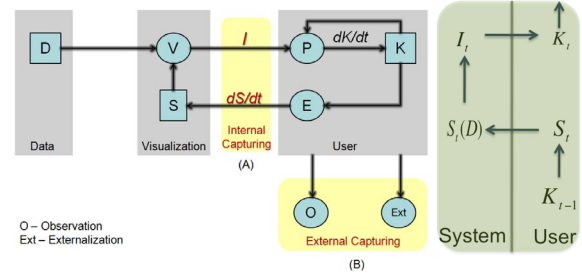 D
V
I
P
dK/dt
K
S
dS/dt
E
Data
Visualization
Internal
Capturing
User
(A)
O
Ext
External Capturing
(B)
O – Observation
Ext – Externalization
I_t
K_t
S_t(D)
S_t
K_{t-1}
System
User